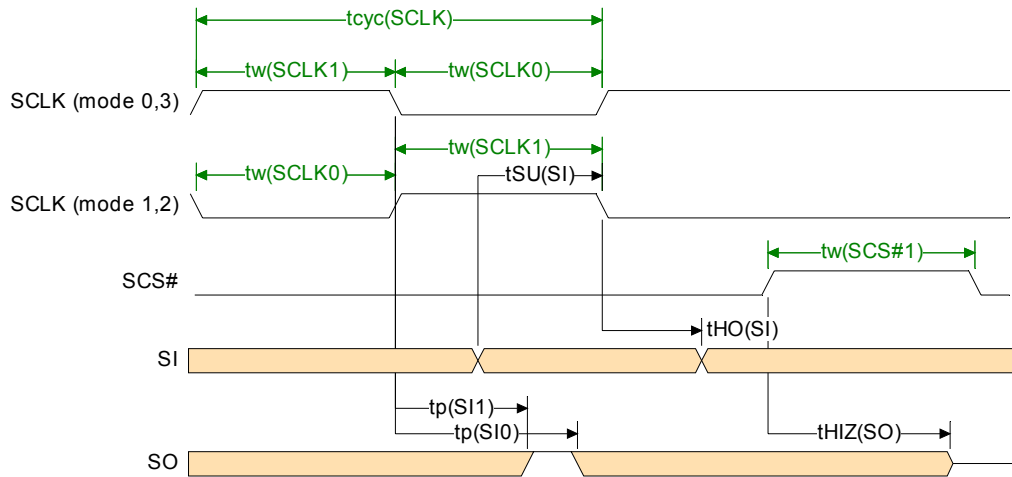 tcyc(SCLK)
tw(SCLK1)
tw(SCLK0)
SCLK (mode 0,3)
tw(SCLK1)
tw(SCLK0)
tSU(SI)
SCLK (mode 1,2)
tw(SCS#1)
SCS#
tHO(SI)
SI
tp(SI1)
tp(SI0)
tHIZ(SO)
SO